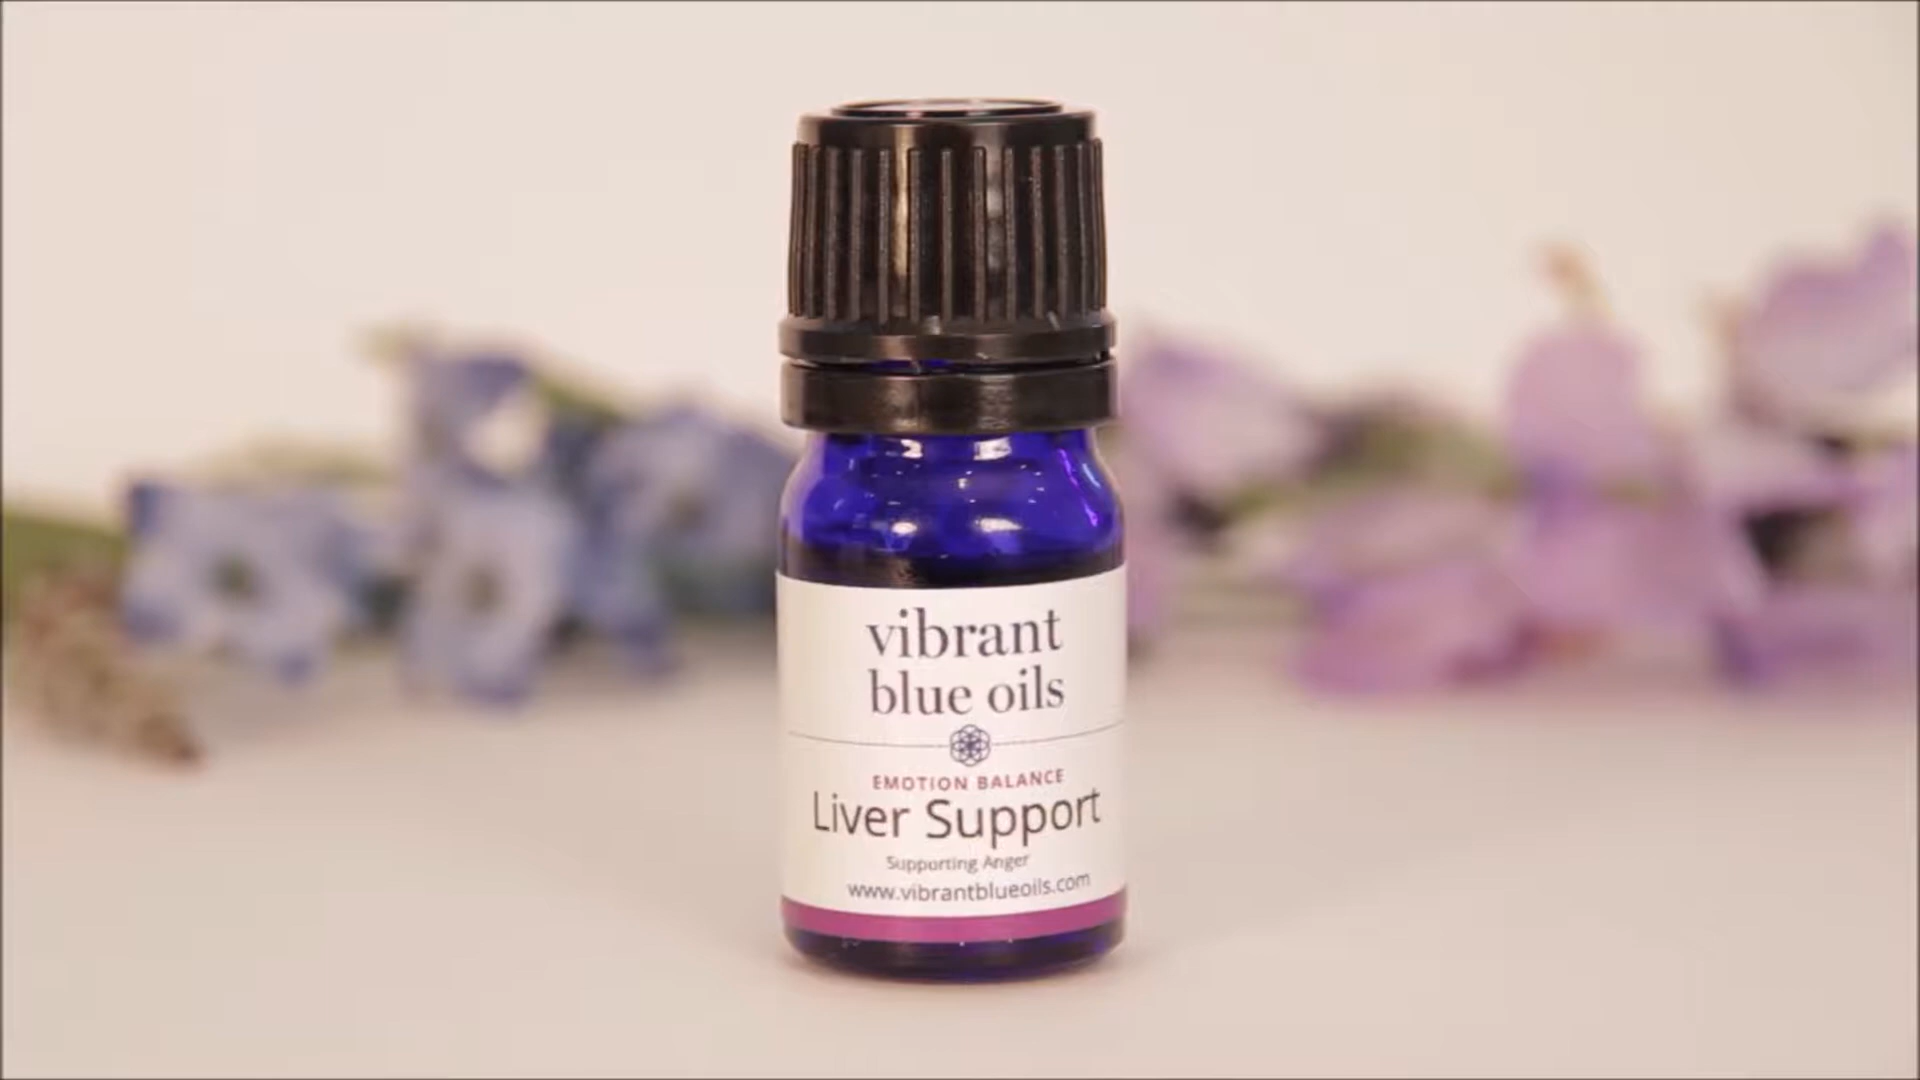 vibrant
blue oils
EMOTION BALANCE
Liver Support
Supporting Anger
www.vibrantblueoils.com